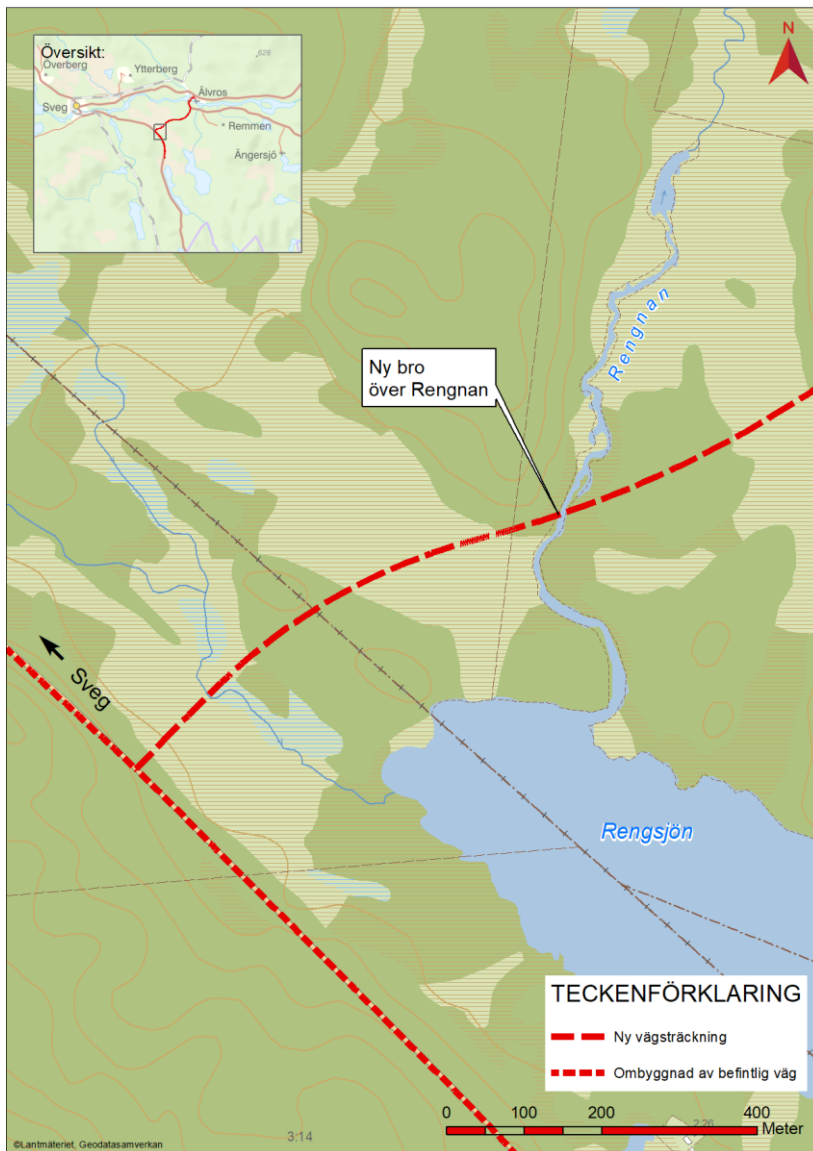 Översikt:
626
Överberg
Ytterberg
Älvros
Sveg
Remmen
Ängersjö
N
Rengnan
Ny bro
över Rengnan
Sveg
Rengsjön
TECKENFÖRKLARING
Ny vägsträckning
Ombyggnad av befintlig väg
0 100 200 400
Meter
2:26
3:14
©Lantmäteriet, Geodatasamverkan